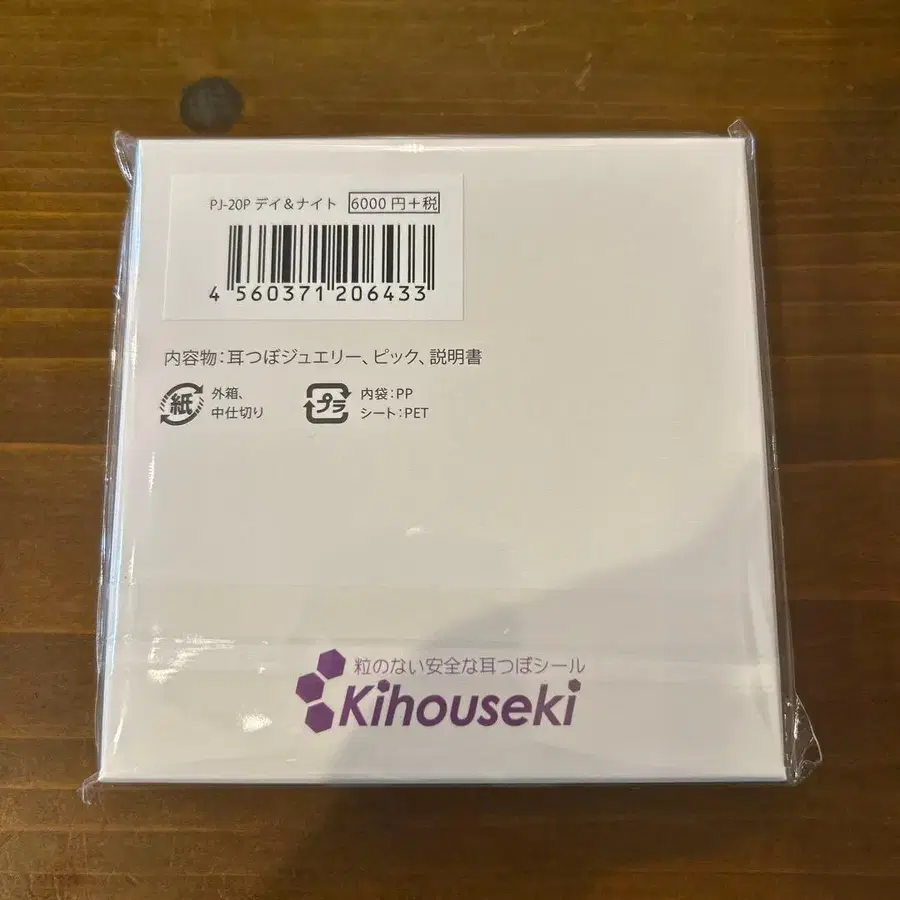 PJ-20P デイ&ナイト 6000円+税
4 560371 206433
内容物:耳つぼジュエリー、ピック、説明書
紙 外箱、
中仕切り
プラ 内袋:PP
シート:PET
粒のない安全な耳つぼシール
Kihouseki